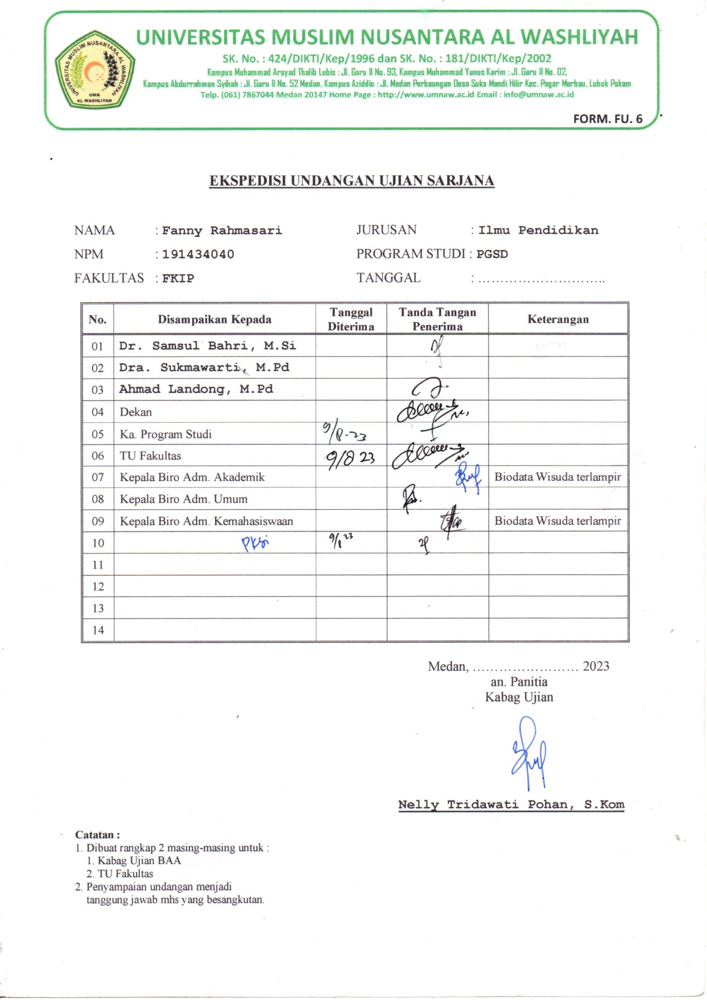 UNIVERSITAS MUSLIM NUSANTARA AL WASHLIYAH
SK. No. : 424/DIKTI/Kep/1996 dan SK. No. : 181/DIKTI/Kep/2002
Kampus Muhammad Arsyad Thalib Lubis : Jl. Garu II No. 93, Kampus Muhammad Yunus Karim : Jl. Garu II No. 02,
Kampus Abdurrahman Syihab : Jl. Garu II No. 52 Medan, Kampus Aziddin : Jl. Medan Perbaungan Desa Suka Mandi Hilir Kec. Pagar Merbau, Lubuk Pakam
Telp. (061) 7867044 Medan 20147 Home Page : http://www.umnaw.ac.id Email : info@umnaw.ac.id
UNIVERSITAS MUSLIM NUSANTARA AL WASHLIYAH
UMN
AL WASHLIYAH
FORM. FU. 6
EKSPEDISI UNDANGAN UJIAN SARJANA
NAMA : Fanny Rahmasari JURUSAN : Ilmu Pendidikan
NPM : 191434040 PROGRAM STUDI : PGSD
FAKULTAS : FKIP TANGGAL : ..............................
No. Disampaikan Kepada Tanggal Diterima Tanda Tangan Penerima Keterangan
01 Dr. Samsul Bahri, M.Si
02 Dra. Sukmawarti, M.Pd
03 Ahmad Landong, M.Pd
04 Dekan
05 Ka. Program Studi 9/8-23
06 TU Fakultas 9/8 23
07 Kepala Biro Adm. Akademik Biodata Wisuda terlampir
08 Kepala Biro Adm. Umum
09 Kepala Biro Adm. Kemahasiswaan Biodata Wisuda terlampir
10 PKSi 9/8 23
11
12
13
14
Medan, ........................ 2023
an. Panitia
Kabag Ujian
Nelly Tridawati Pohan, S.Kom
Catatan :
1. Dibuat rangkap 2 masing-masing untuk :
1. Kabag Ujian BAA
2. TU Fakultas
2. Penyampaian undangan menjadi
tanggung jawab mhs yang besangkutan.